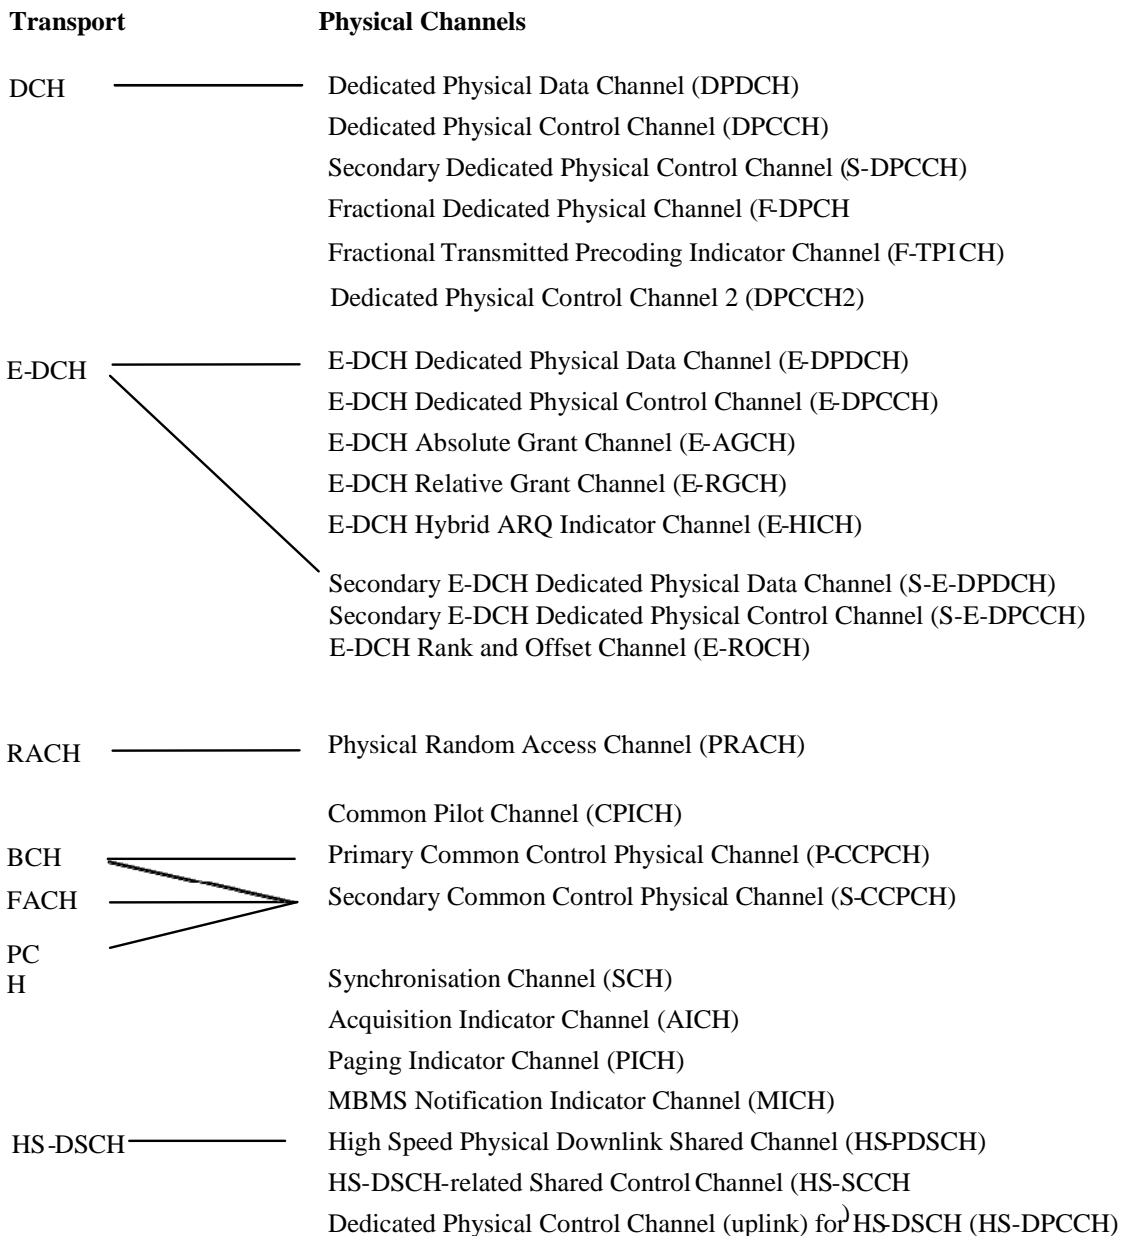 Transport Physical Channels
DCH Dedicated Physical Data Channel (DPDCH)
Dedicated Physical Control Channel (DPCCH)
Secondary Dedicated Physical Control Channel (S-DPCCH)
Fractional Dedicated Physical Channel (F-DPCH
Fractional Transmitted Precoding Indicator Channel (F-TPICH)
Dedicated Physical Control Channel 2 (DPCCH2)
E-DCH E-DCH Dedicated Physical Data Channel (E-DPDCH)
E-DCH Dedicated Physical Control Channel (E-DPCCH)
E-DCH Absolute Grant Channel (E-AGCH)
E-DCH Relative Grant Channel (E-RGCH)
E-DCH Hybrid ARQ Indicator Channel (E-HICH)
Secondary E-DCH Dedicated Physical Data Channel (S-E-DPDCH)
Secondary E-DCH Dedicated Physical Control Channel (S-E-DPCCH)
E-DCH Rank and Offset Channel (E-ROCH)
RACH Physical Random Access Channel (PRACH)
Common Pilot Channel (CPICH)
BCH Primary Common Control Physical Channel (P-CCPCH)
FACH Secondary Common Control Physical Channel (S-CCPCH)
PC
H Synchronisation Channel (SCH)
Acquisition Indicator Channel (AICH)
Paging Indicator Channel (PICH)
MBMS Notification Indicator Channel (MICH)
HS-DSCH High Speed Physical Downlink Shared Channel (HS-PDSCH)
HS-DSCH-related Shared Control Channel (HS-SCCH
)
Dedicated Physical Control Channel (uplink) for HS-DSCH (HS-DPCCH)